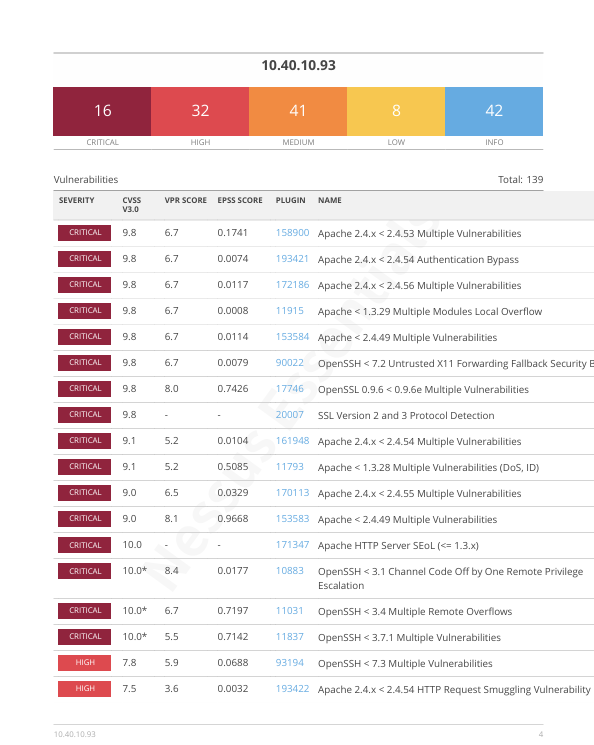 10.40.10.93
16 32 41 8 42
CRITICAL HIGH MEDIUM LOW INFO
Vulnerabilities Total: 139
SEVERITY CVSS V3.0 VPR SCORE EPSS SCORE PLUGIN NAME
CRITICAL 9.8 6.7 0.1741 158900 Apache 2.4.x < 2.4.53 Multiple Vulnerabilities
CRITICAL 9.8 6.7 0.0074 193421 Apache 2.4.x < 2.4.54 Authentication Bypass
CRITICAL 9.8 6.7 0.0117 172186 Apache 2.4.x < 2.4.56 Multiple Vulnerabilities
CRITICAL 9.8 6.7 0.0008 11915 Apache < 1.3.29 Multiple Modules Local Overflow
CRITICAL 9.8 6.7 0.0114 153584 Apache < 2.4.49 Multiple Vulnerabilities
CRITICAL 9.8 6.7 0.0079 90022 OpenSSH < 7.2 Untrusted X11 Forwarding Fallback Security B
CRITICAL 9.8 8.0 0.7426 17746 OpenSSL 0.9.6 < 0.9.6e Multiple Vulnerabilities
CRITICAL 9.8 - - 20007 SSL Version 2 and 3 Protocol Detection
CRITICAL 9.1 5.2 0.0104 161948 Apache 2.4.x < 2.4.54 Multiple Vulnerabilities
CRITICAL 9.1 5.2 0.5085 11793 Apache < 1.3.28 Multiple Vulnerabilities (DoS, ID)
CRITICAL 9.0 6.5 0.0329 170113 Apache 2.4.x < 2.4.55 Multiple Vulnerabilities
CRITICAL 9.0 8.1 0.9668 153583 Apache < 2.4.49 Multiple Vulnerabilities
CRITICAL 10.0 - - 171347 Apache HTTP Server SEoL (<= 1.3.x)
CRITICAL 10.0* 8.4 0.0177 10883 OpenSSH < 3.1 Channel Code Off by One Remote Privilege
Escalation
CRITICAL 10.0* 6.7 0.7197 11031 OpenSSH < 3.4 Multiple Remote Overflows
CRITICAL 10.0* 5.5 0.7142 11837 OpenSSH < 3.7.1 Multiple Vulnerabilities
HIGH 7.8 5.9 0.0688 93194 OpenSSH < 7.3 Multiple Vulnerabilities
HIGH 7.5 3.6 0.0032 193422 Apache 2.4.x < 2.4.54 HTTP Request Smuggling Vulnerability
Nessus Essentials
10.40.10.93 4